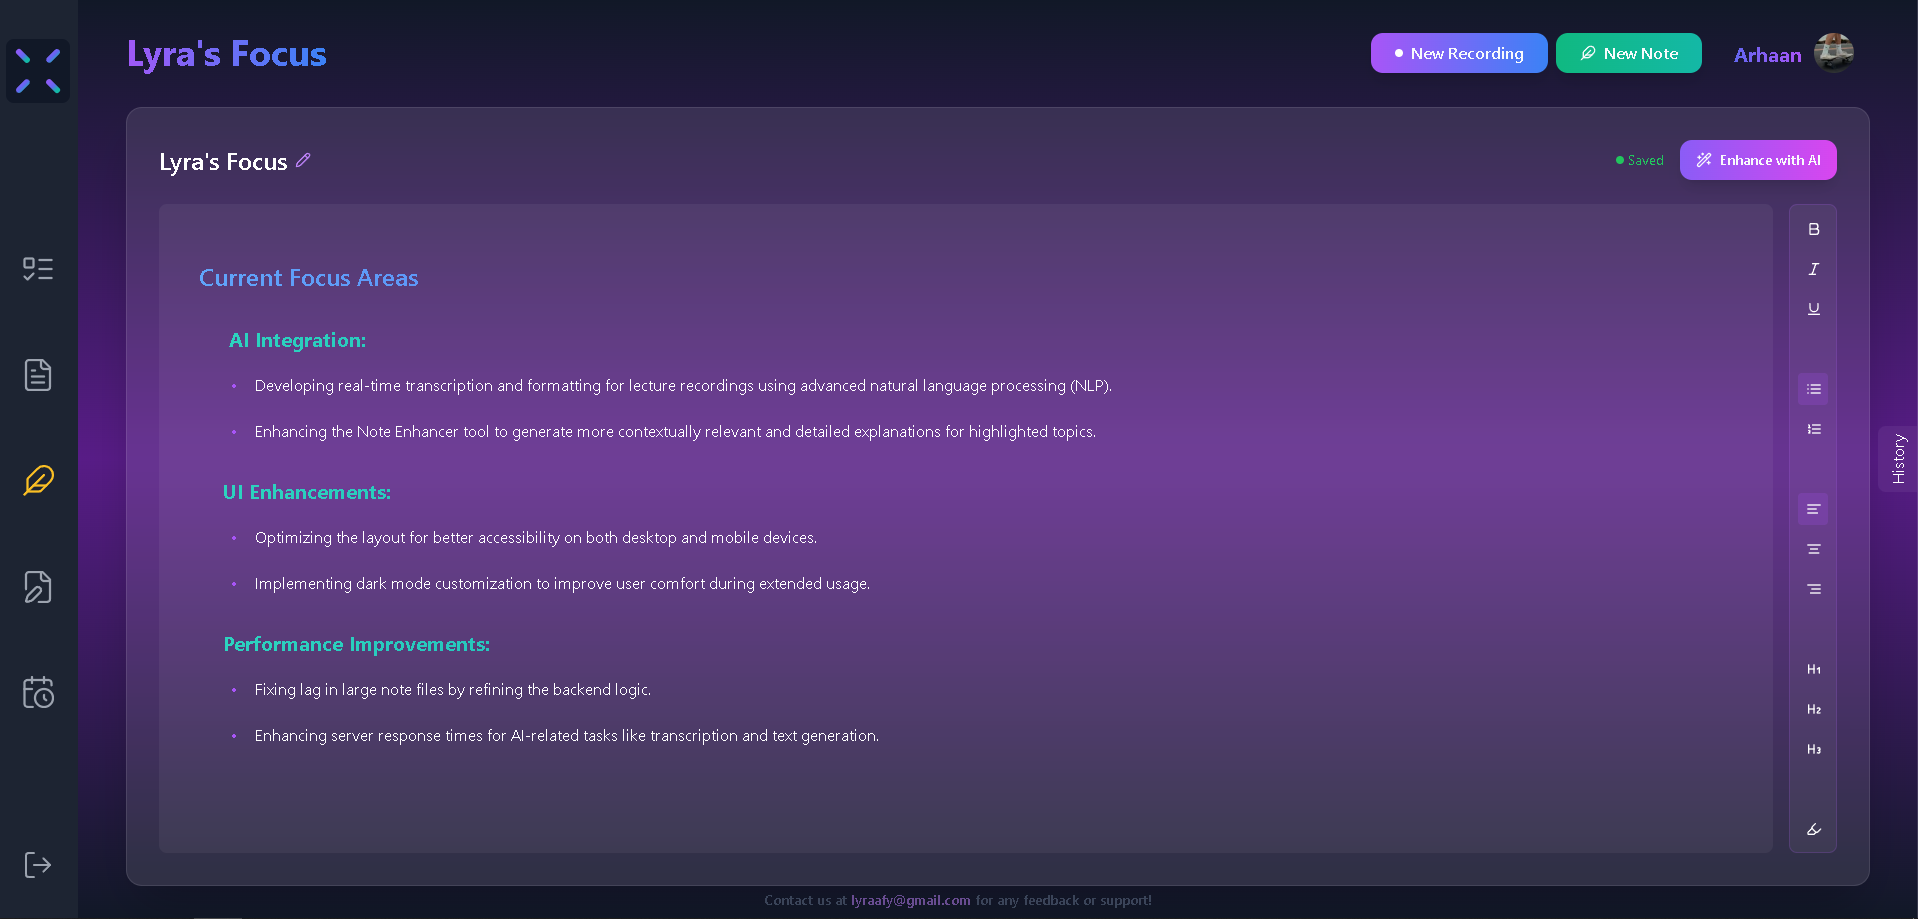 Lyra's Focus
New Recording
New Note
Arhaan
Lyra's Focus
Saved
Enhance with AI
Current Focus Areas
AI Integration:
• Developing real-time transcription and formatting for lecture recordings using advanced natural language processing (NLP).
• Enhancing the Note Enhancer tool to generate more contextually relevant and detailed explanations for highlighted topics.
UI Enhancements:
• Optimizing the layout for better accessibility on both desktop and mobile devices.
• Implementing dark mode customization to improve user comfort during extended usage.
Performance Improvements:
• Fixing lag in large note files by refining the backend logic.
• Enhancing server response times for AI-related tasks like transcription and text generation.
B
I
U
H1
H2
H3
History
Contact us at lyraafy@gmail.com for any feedback or support!